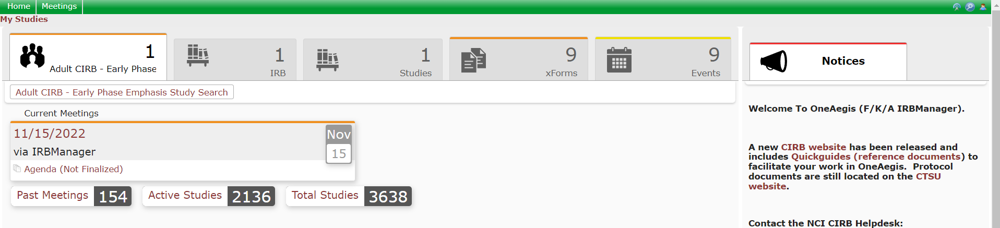 Home Meetings
My Studies
1
Adult CIRB - Early Phase
1
IRB
1
Studies
9
xForms
9
Events
Notices
Adult CIRB - Early Phase Emphasis Study Search
Current Meetings
11/15/2022
via IRBManager
Nov
15
Agenda (Not Finalized)
Past Meetings 154
Active Studies 2136
Total Studies 3638
Welcome To OneAegis (F/K/A IRBManager).
A new CIRB website has been released and
includes Quickguides (reference documents) to
facilitate your work in OneAegis. Protocol
documents are still located on the CTSU
website.
Contact the NCI CIRB Helpdesk: